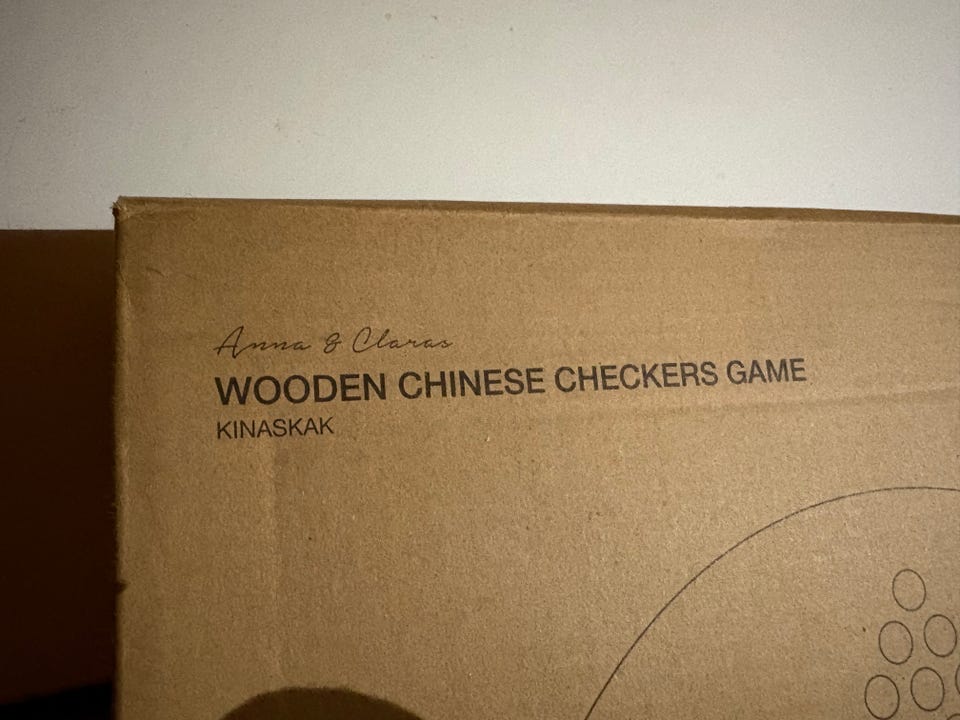 Anna & Claras
WOODEN CHINESE CHECKERS GAME
KINASKAK